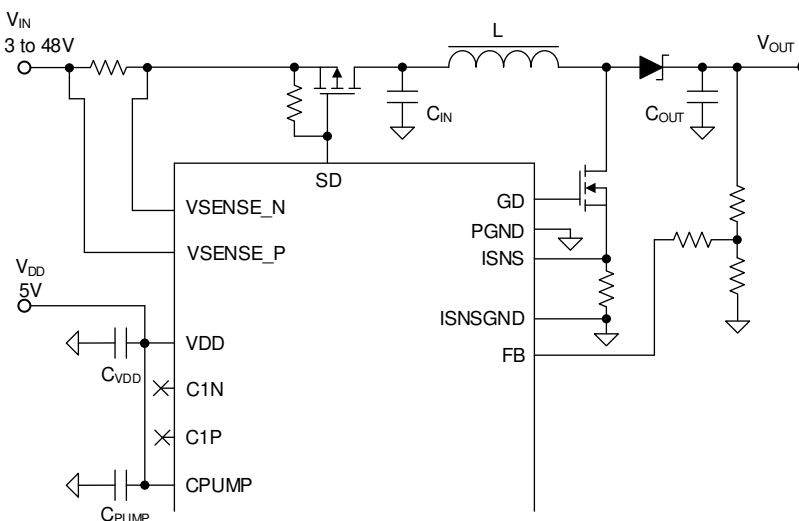 VIN
3 to 48V
L
VOUT
CIN
COUT
SD
VSENSE_N
GD
PGND
VSENSE_P
ISNS
VDD
5V
ISNSGND
VDD
FB
CVDD
C1N
C1P
CPUMP
CPUMP